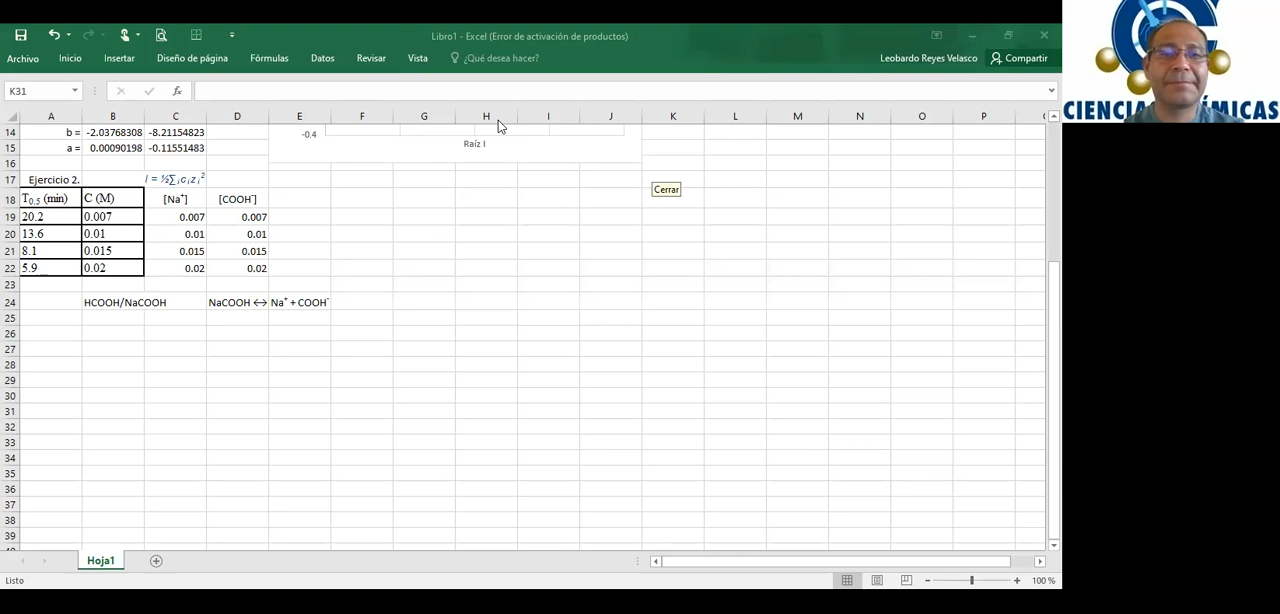 Libro1 - Excel (Error de activación de productos)
Archivo Inicio Insertar Diseño de página Fórmulas Datos Revisar Vista ¿Qué desea hacer? Leobardo Reyes Velasco Compartir
K31 fx
A B C D E F G H I J K L M N O P
14 b = -2.03768308 -8.21154823 -0.4
15 a = 0.00090198 -0.11551483 Raíz I
16
17 Ejercicio 2. I = ½∑ᵢcᵢzᵢ²
Cerrar
18 T0.5 (min) C (M) [Na⁺] [COOH⁻]
19 20.2 0.007 0.007 0.007
20 13.6 0.01 0.01 0.01
21 8.1 0.015 0.015 0.015
22 5.9 0.02 0.02 0.02
23
24 HCOOH/NaCOOH NaCOOH ↔ Na⁺ + COOH⁻
25
26
27
28
29
30
31
32
33
34
35
36
37
38
39
Hoja1
Listo 100 %